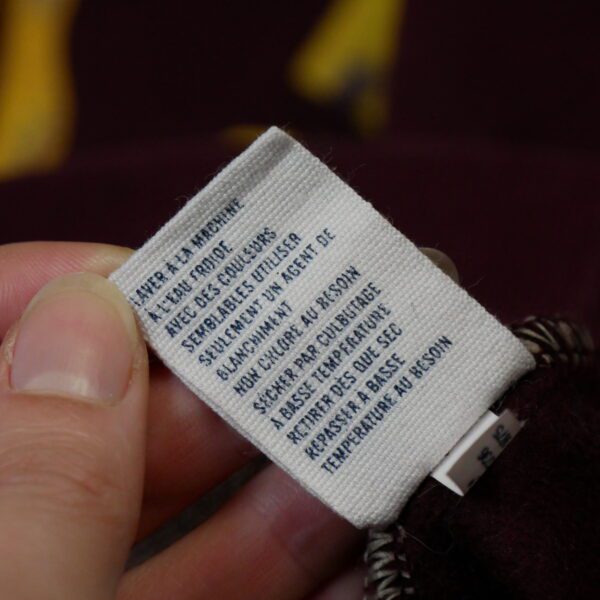 LAVER À LA MACHINE
À L'EAU FROIDE
AVEC DES COULEURS
SEMBLABLES UTILISER
SEULEMENT UN AGENT DE
BLANCHIMENT
NON CHLORÉ AU BESOIN
SÉCHER PAR CULBUTAGE
À BASSE TEMPÉRATURE
RETIRER DÈS QUE SEC
REPASSER À BASSE
TEMPÉRATURE AU BESOIN